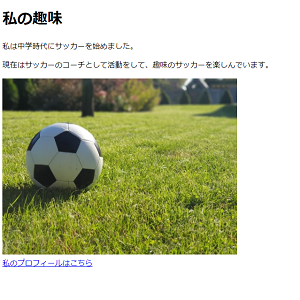 私の趣味
私は中学時代にサッカーを始めました。
現在はサッカーのコーチとして活動をして、趣味のサッカーを楽しんでいます。
私のプロフィールはこちら